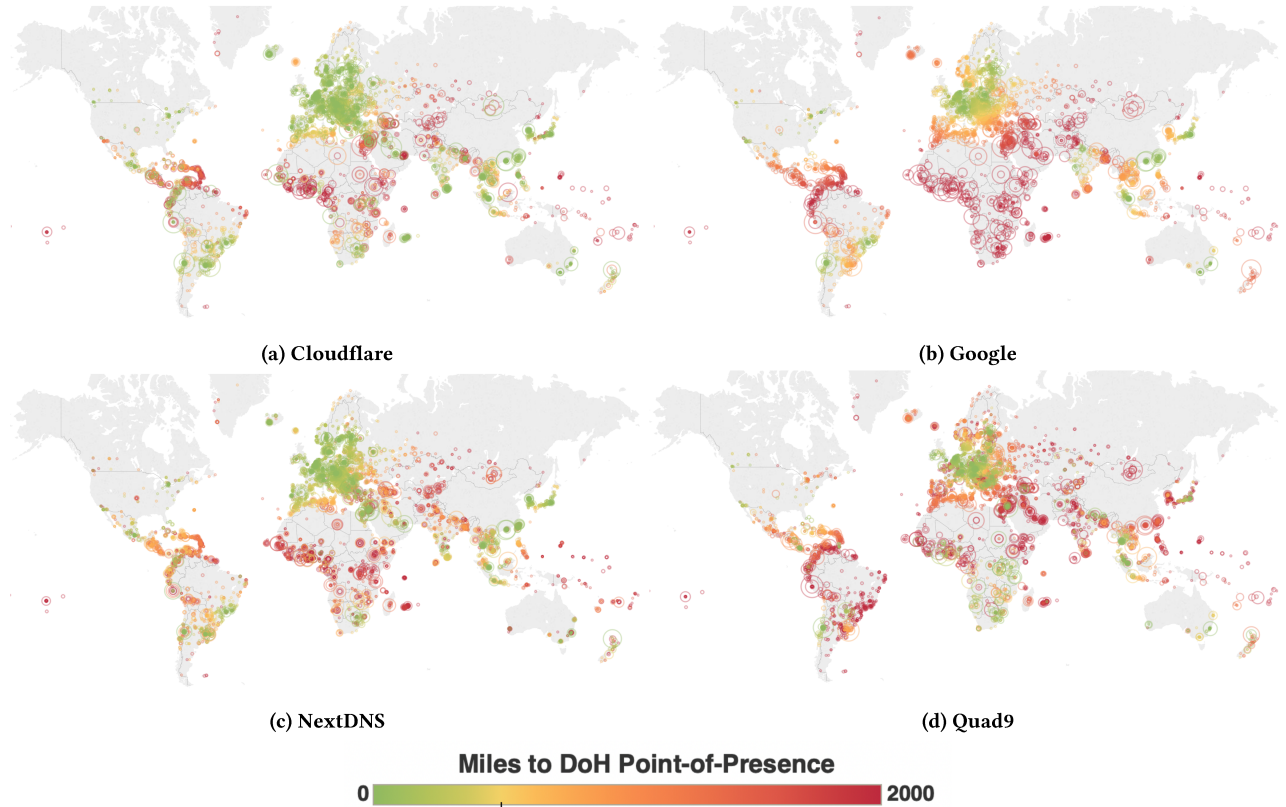 (a) Cloudflare
(b) Google
(c) NextDNS
(d) Quad9
Miles to DoH Point-of-Presence
0 2000